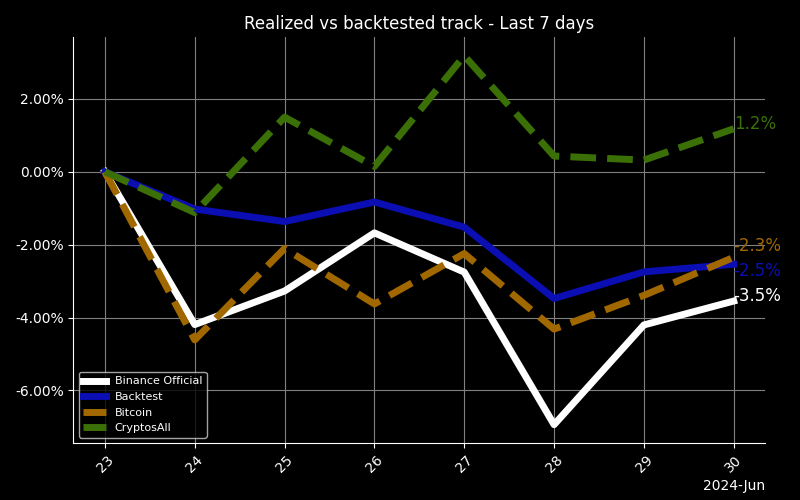 Realized vs backtested track - Last 7 days
2.00%
0.00%
-2.00%
-4.00%
-6.00%
1.2%
-2.3%
-2.5%
-3.5%
Binance Official
Backtest
Bitcoin
CryptosAll
23 24 25 26 27 28 29 30
2024-Jun